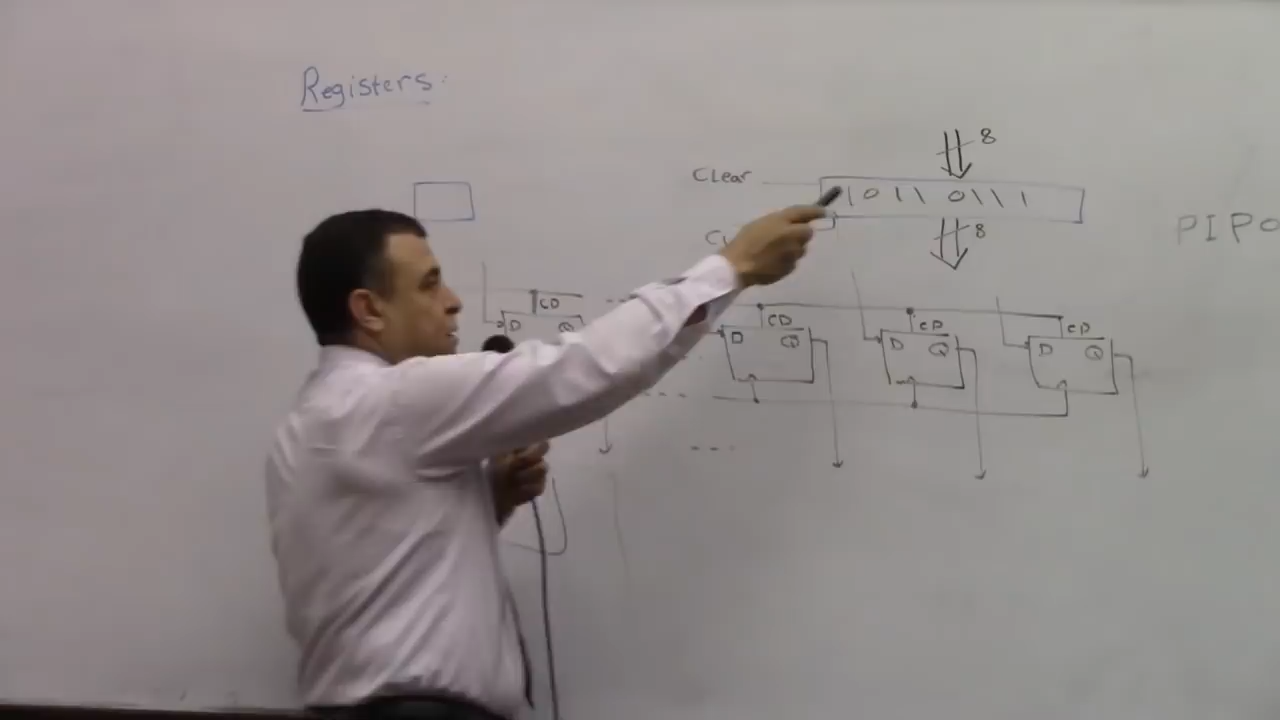 Registers:
8
Clear
1 0 1 1 0 1 1 1
8
PIPO
CD
D Q
CD
D Q
CD
D Q
CD
D Q